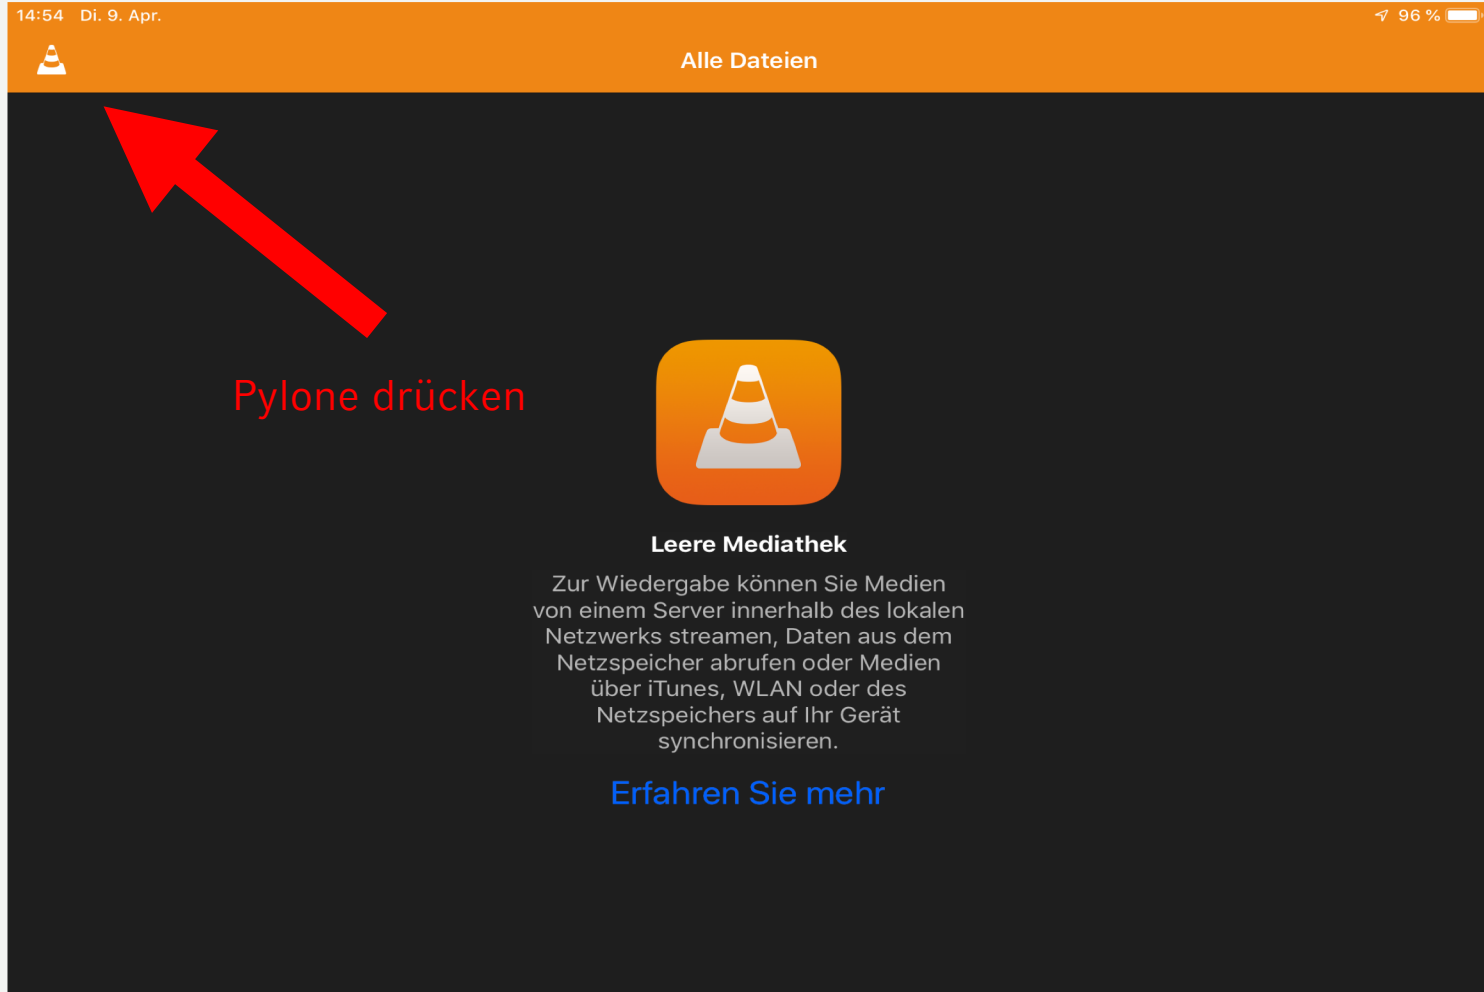 14:54 Di. 9. Apr.
96 %
Alle Dateien
Pylone drücken
Leere Mediathek
Zur Wiedergabe können Sie Medien
von einem Server innerhalb des lokalen
Netzwerks streamen, Daten aus dem
Netzspeicher abrufen oder Medien
über iTunes, WLAN oder des
Netzspeichers auf Ihr Gerät
synchronisieren.
Erfahren Sie mehr